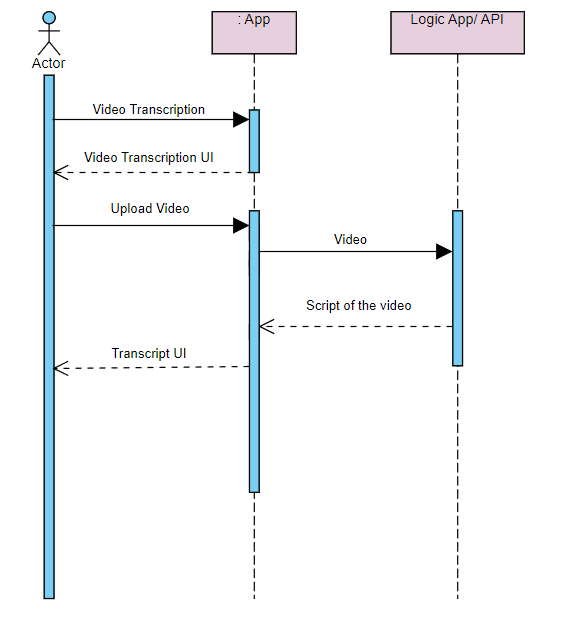 : App
Logic App/ API
Actor
Video Transcription
Video Transcription UI
Upload Video
Video
Script of the video
Transcript UI